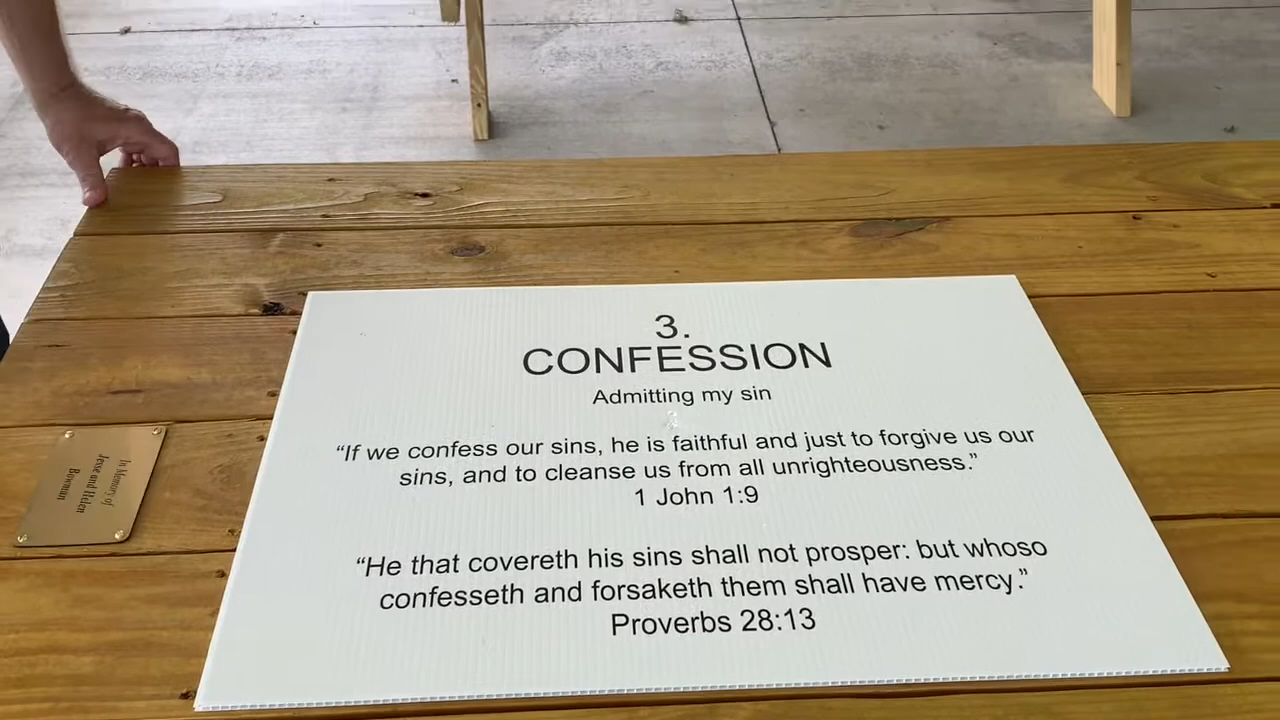 3.
CONFESSION
Admitting my sin
“If we confess our sins, he is faithful and just to forgive us our
sins, and to cleanse us from all unrighteousness.”
1 John 1:9
“He that covereth his sins shall not prosper: but whoso
confesseth and forsaketh them shall have mercy.”
Proverbs 28:13
In Memory of
Jesse and Helen
Bowman